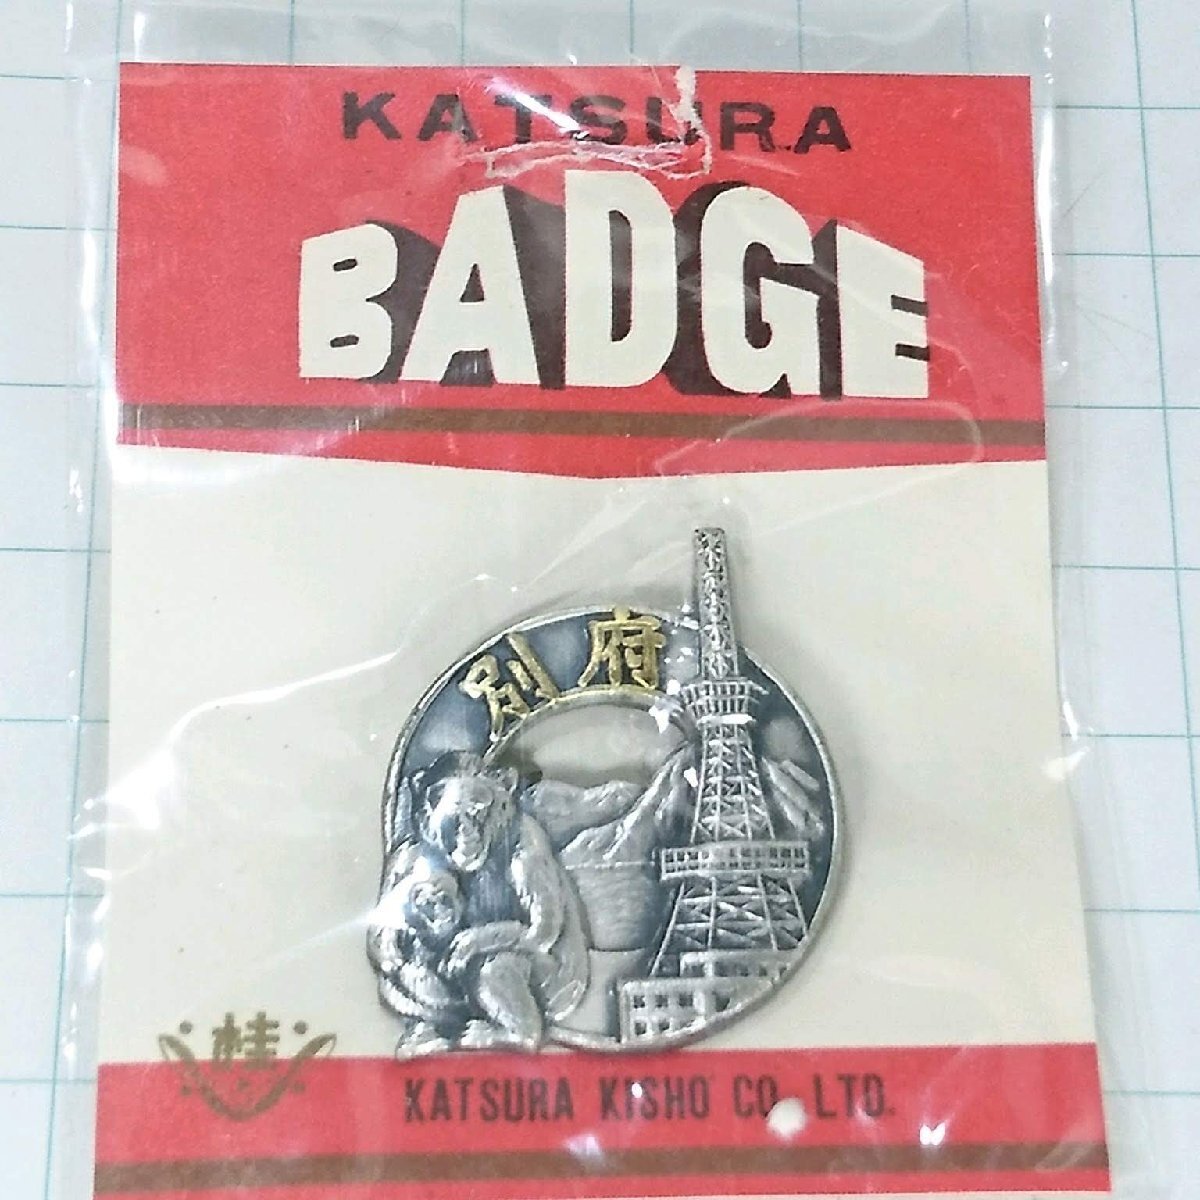 KATSURA
BADGE
別府
桂
KATSURA KISHO CO., LTD.